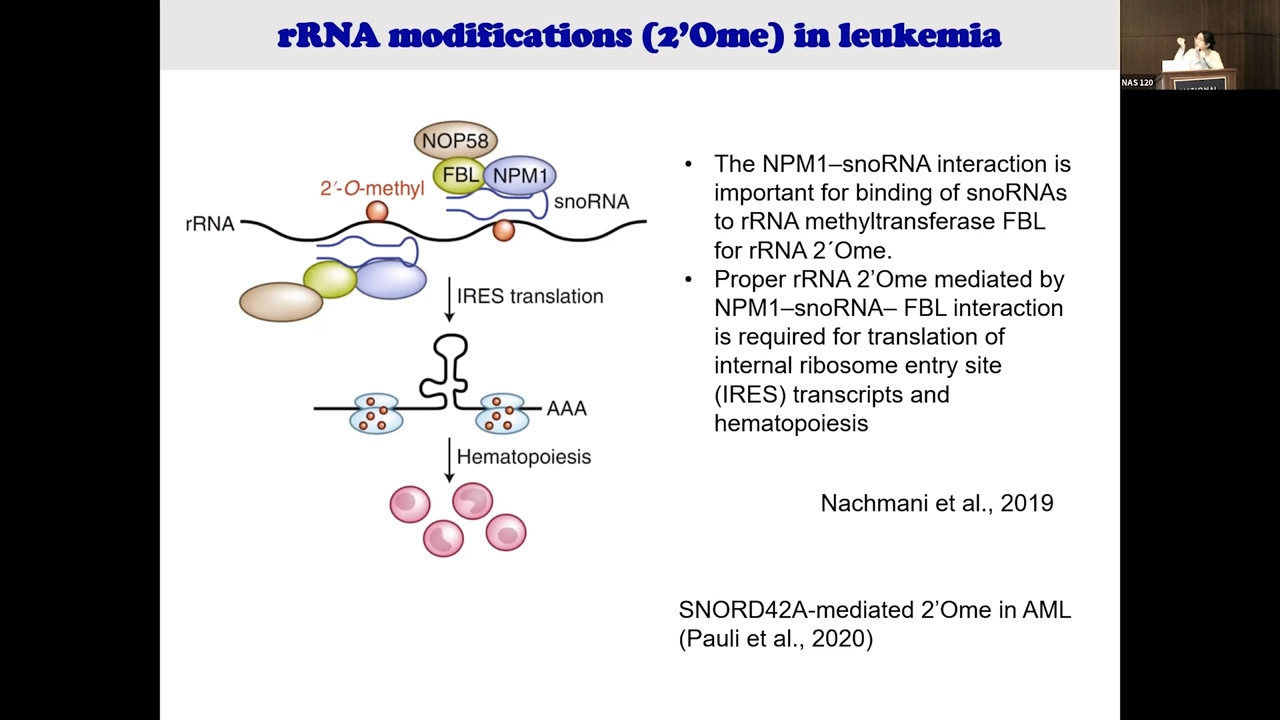 rRNA modifications (2’Ome) in leukemia
NAS 120
NATIONAL
NOP58
FBL
NPM1
2′-O-methyl
snoRNA
rRNA
IRES translation
AAA
Hematopoiesis
• The NPM1–snoRNA interaction is
important for binding of snoRNAs
to rRNA methyltransferase FBL
for rRNA 2´Ome.
• Proper rRNA 2’Ome mediated by
NPM1–snoRNA– FBL interaction
is required for translation of
internal ribosome entry site
(IRES) transcripts and
hematopoiesis
Nachmani et al., 2019
SNORD42A-mediated 2’Ome in AML
(Pauli et al., 2020)